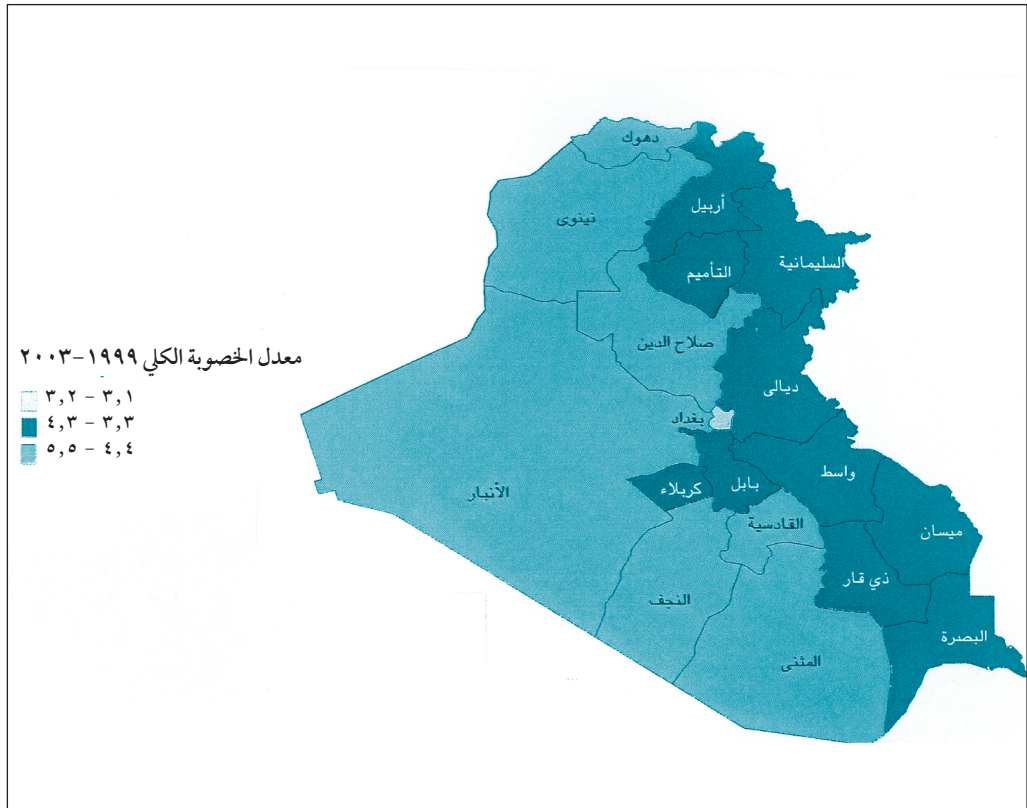 دهوك
أربيل
نينوى
السليمانية
التأميم
صلاح الدين
معدل الخصوبة الكلي ١٩٩٩-٢٠٠٣
٣,١ - ٣,٢
٣,٣ - ٤,٣
٤,٤ - ٥,٥
ديالى
بغداد
واسط
بابل
كربلاء
الأنبار
القادسية
ميسان
ذي قار
النجف
البصرة
المثنى